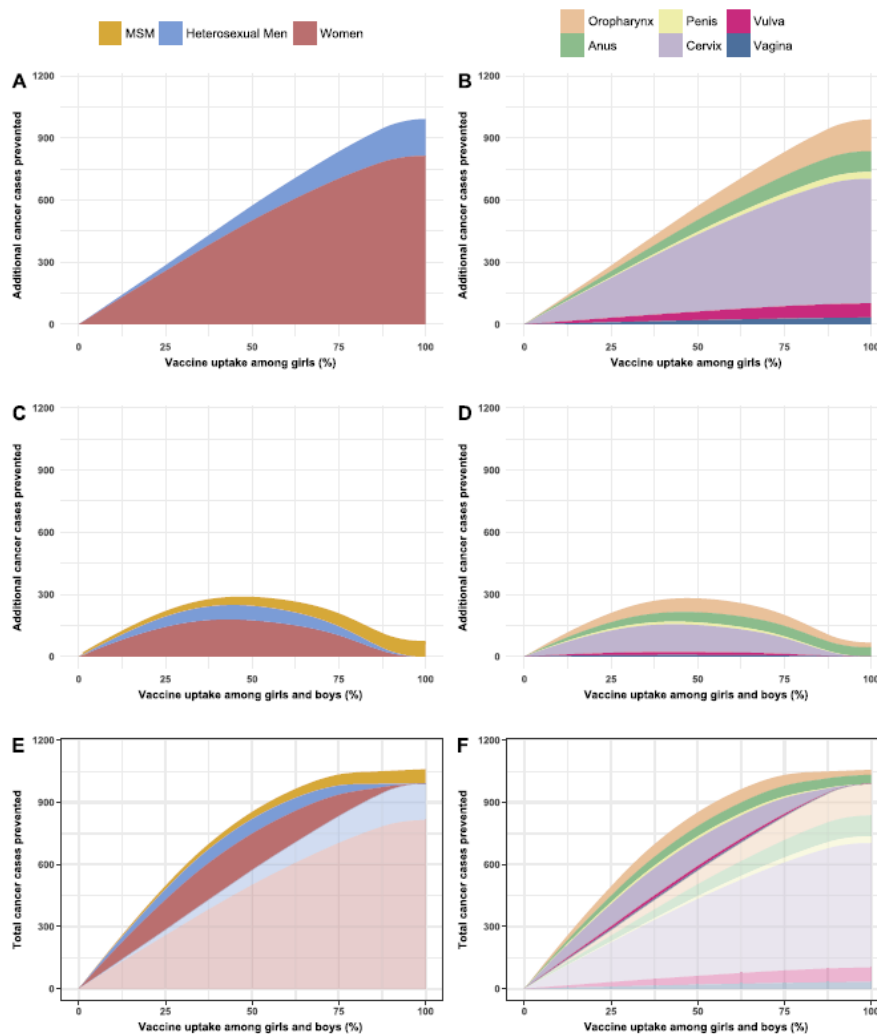 MSM Heterosexual Men Women
Oropharynx Penis Vulva
Anus Cervix Vagina
A
Additional cancer cases prevented
1200
900
600
300
0
0 25 50 75 100
Vaccine uptake among girls (%)
B
Additional cancer cases prevented
1200
900
600
300
0
0 25 50 75 100
Vaccine uptake among girls (%)
C
Additional cancer cases prevented
1200
900
600
300
0
0 25 50 75 100
Vaccine uptake among girls and boys (%)
D
Additional cancer cases prevented
1200
900
600
300
0
0 25 50 75 100
Vaccine uptake among girls and boys (%)
E
Total cancer cases prevented
1200
900
600
300
0
0 25 50 75 100
Vaccine uptake among girls and boys (%)
F
Total cancer cases prevented
1200
900
600
300
0
0 25 50 75 100
Vaccine uptake among girls and boys (%)